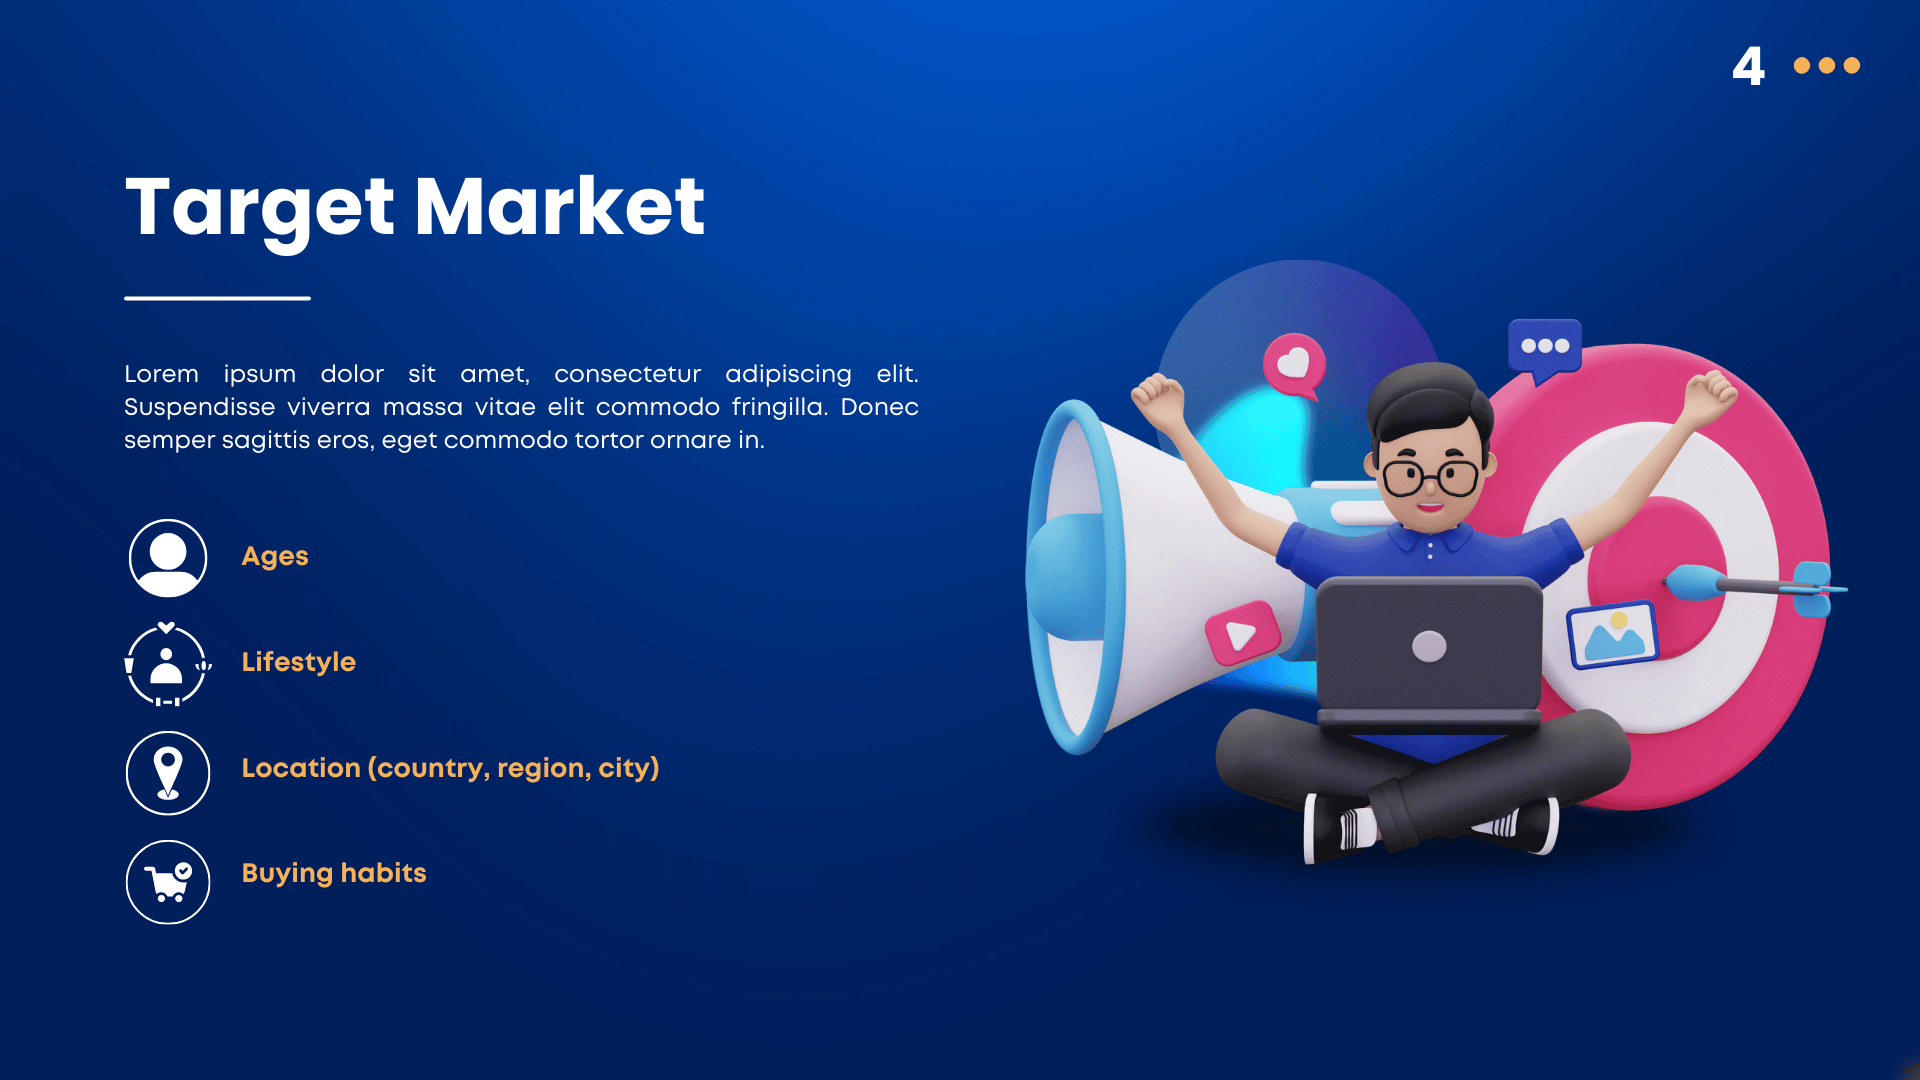 4
Target Market
Lorem ipsum dolor sit amet, consectetur adipiscing elit.
Suspendisse viverra massa vitae elit commodo fringilla. Donec
semper sagittis eros, eget commodo tortor ornare in.
Ages
Lifestyle
Location (country, region, city)
Buying habits